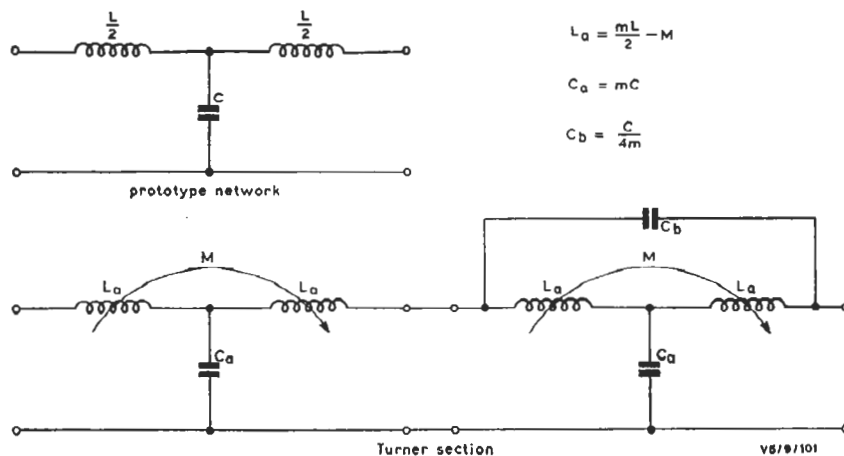 L/2
L/2
C
prototype network
La = mL/2 - M
Ca = mC
Cb = C/4m
Cb
M
M
La
La
La
La
Ca
Ca
Turner section
V6/9/101